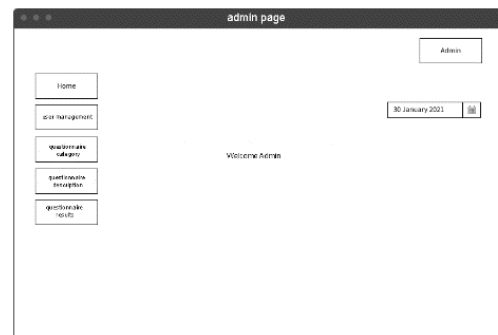 admin page
Admin
Home
user management
30 January 2021
questionnaire
category
Welcome Admin
questionnaire
description
questionnaire
results